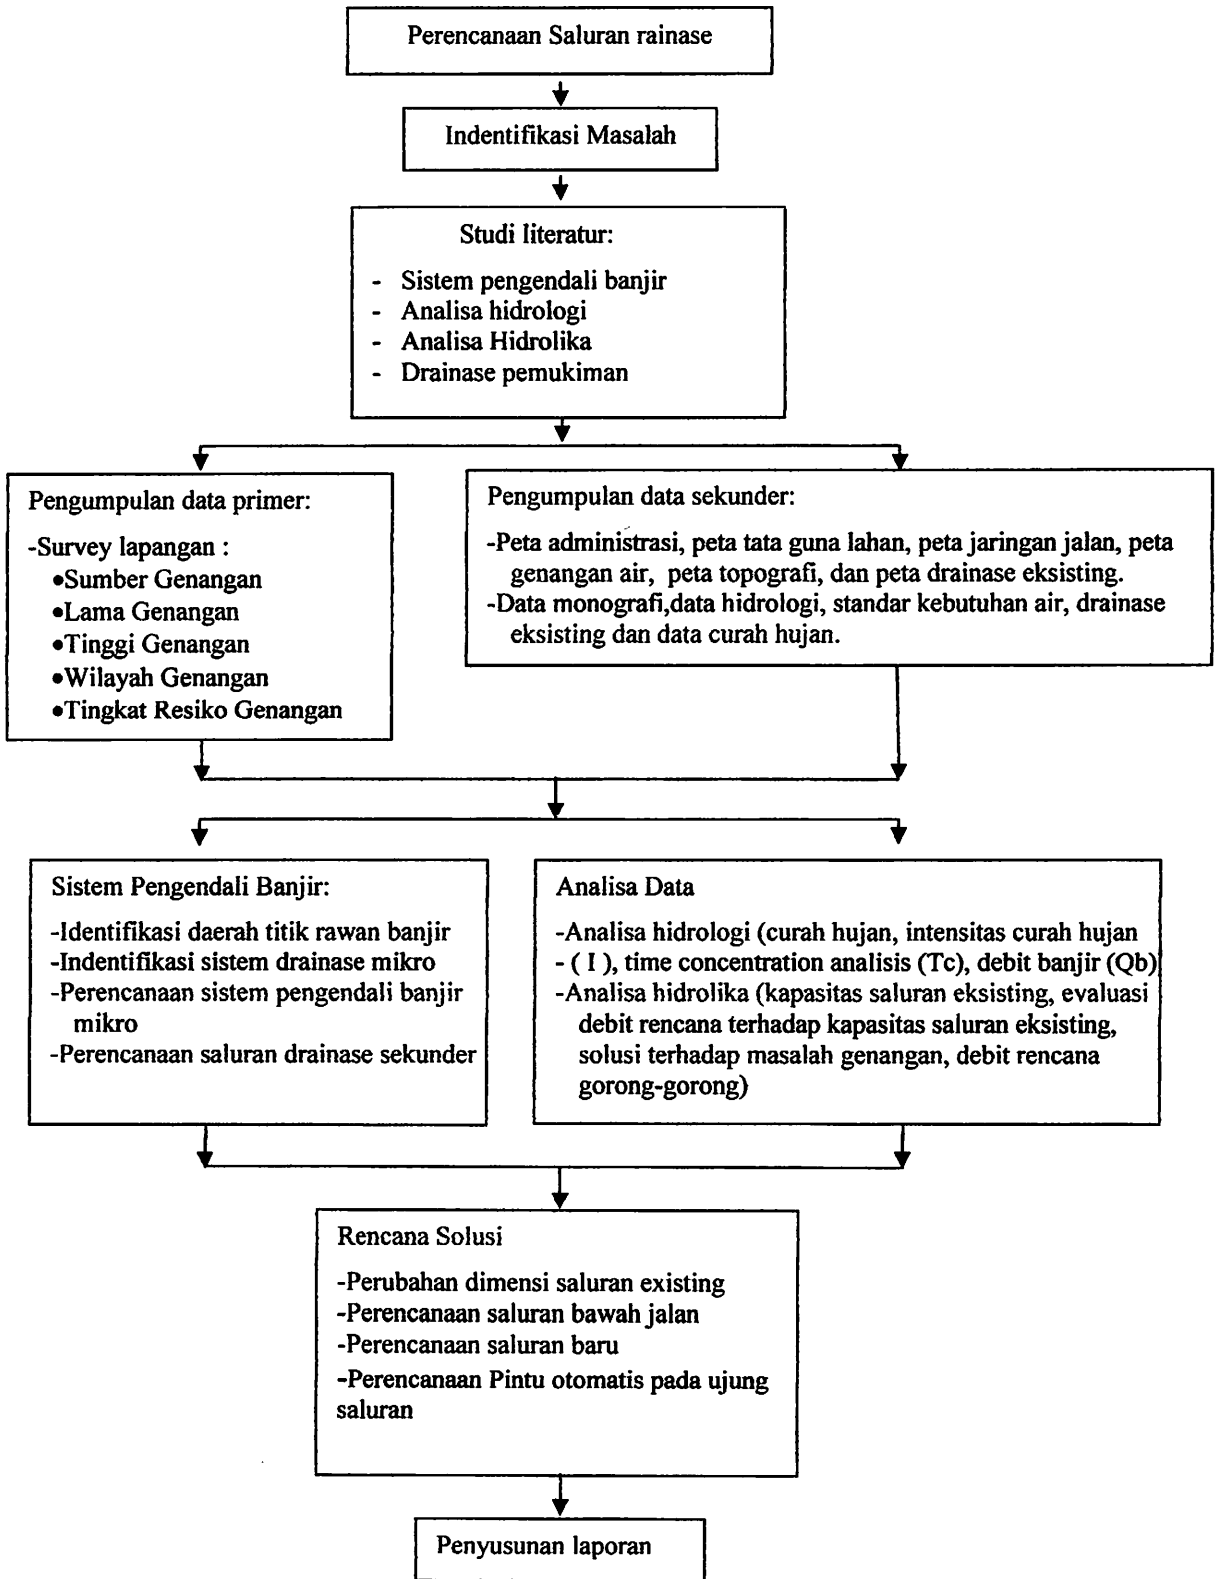 Perencanaan Saluran rainase
Indentifikasi Masalah
Studi literatur:
- Sistem pengendali banjir
- Analisa hidrologi
- Analisa Hidrolika
- Drainase pemukiman
Pengumpulan data primer:
-Survey lapangan :
•Sumber Genangan
•Lama Genangan
•Tinggi Genangan
•Wilayah Genangan
•Tingkat Resiko Genangan
Pengumpulan data sekunder:
-Peta administrasi, peta tata guna lahan, peta jaringan jalan, peta
genangan air, peta topografi, dan peta drainase eksisting.
-Data monografi,data hidrologi, standar kebutuhan air, drainase
eksisting dan data curah hujan.
Sistem Pengendali Banjir:
-Identifikasi daerah titik rawan banjir
-Indentifikasi sistem drainase mikro
-Perencanaan sistem pengendali banjir
mikro
-Perencanaan saluran drainase sekunder
Analisa Data
-Analisa hidrologi (curah hujan, intensitas curah hujan
- ( I ), time concentration analisis (Tc), debit banjir (Qb)
-Analisa hidrolika (kapasitas saluran eksisting, evaluasi
debit rencana terhadap kapasitas saluran eksisting,
solusi terhadap masalah genangan, debit rencana
gorong-gorong)
Rencana Solusi
-Perubahan dimensi saluran existing
-Perencanaan saluran bawah jalan
-Perencanaan saluran baru
-Perencanaan Pintu otomatis pada ujung
saluran
Penyusunan laporan